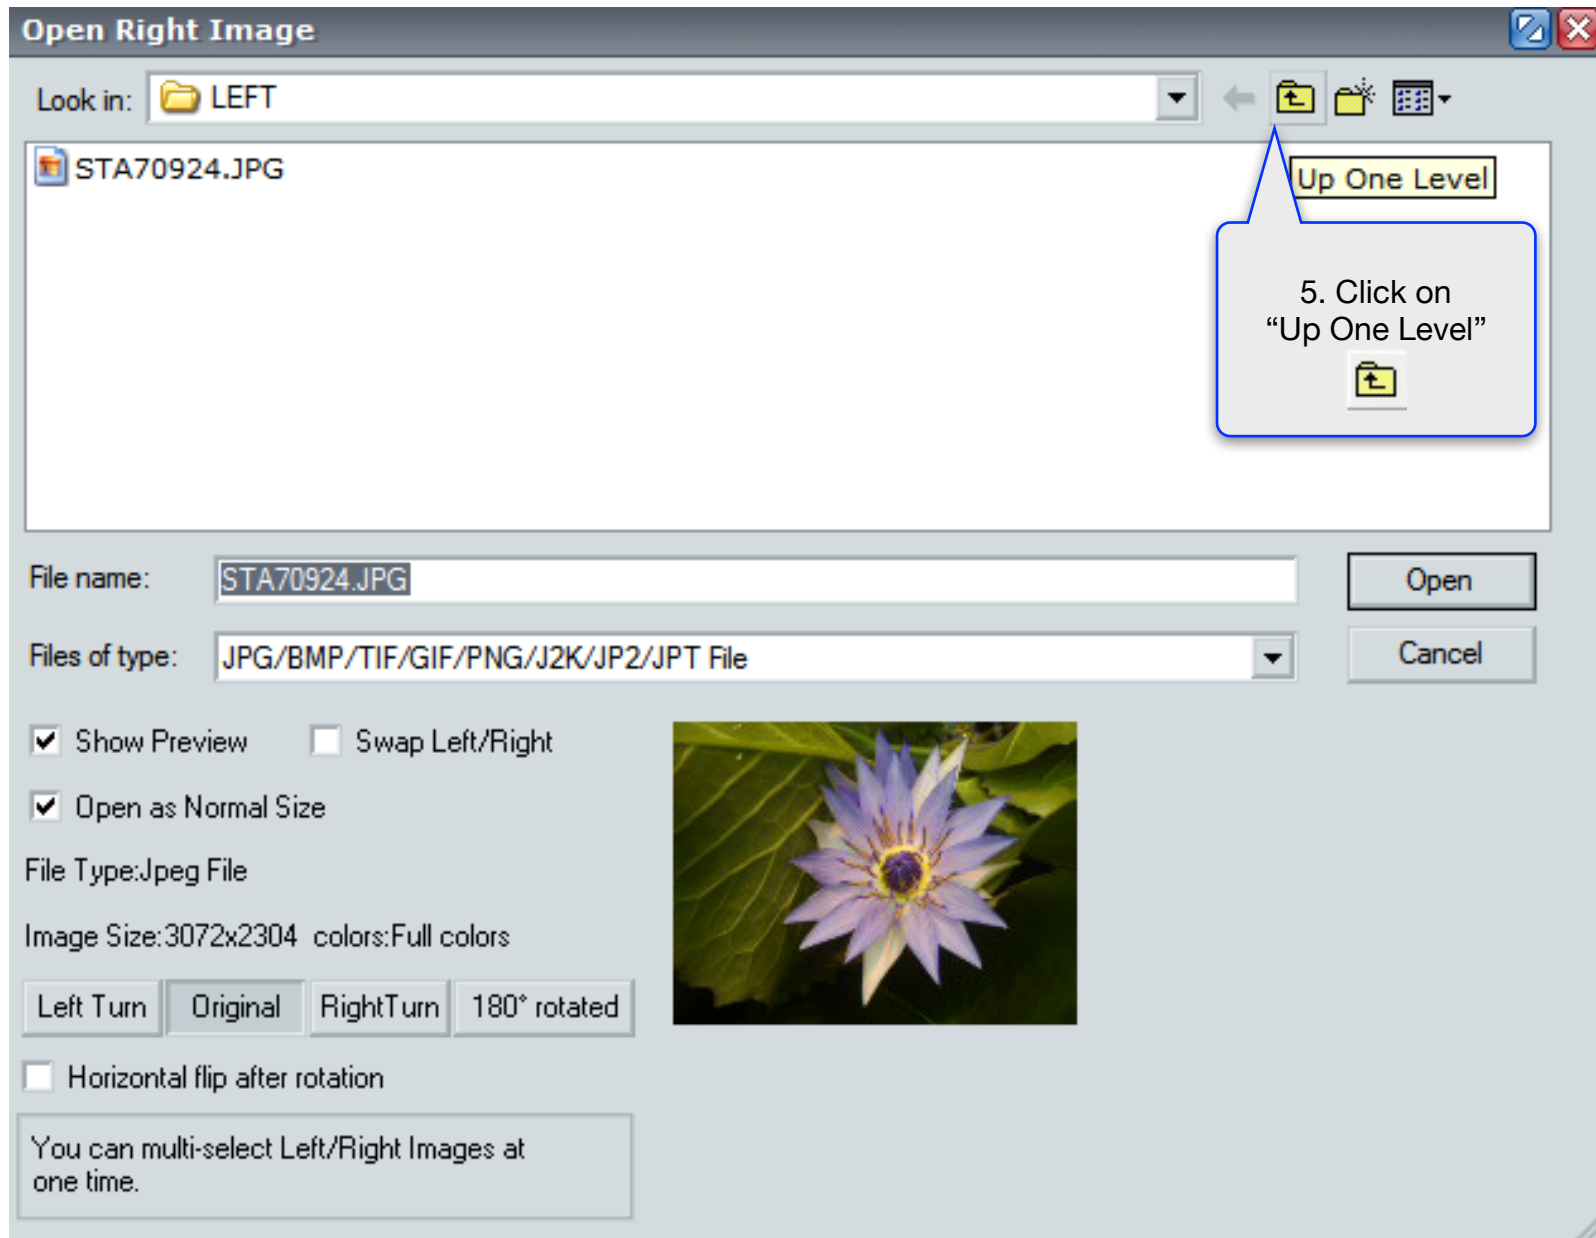 Open Right Image
Look in: LEFT
STA70924.JPG
Up One Level
5. Click on
“Up One Level”
File name: STA70924.JPG Open
Files of type: JPG/BMP/TIF/GIF/PNG/J2K/JP2/JPT File Cancel
Show Preview Swap Left/Right
Open as Normal Size
File Type:Jpeg File
Image Size:3072x2304 colors:Full colors
Left Turn Original RightTurn 180° rotated
Horizontal flip after rotation
You can multi-select Left/Right Images at
one time.